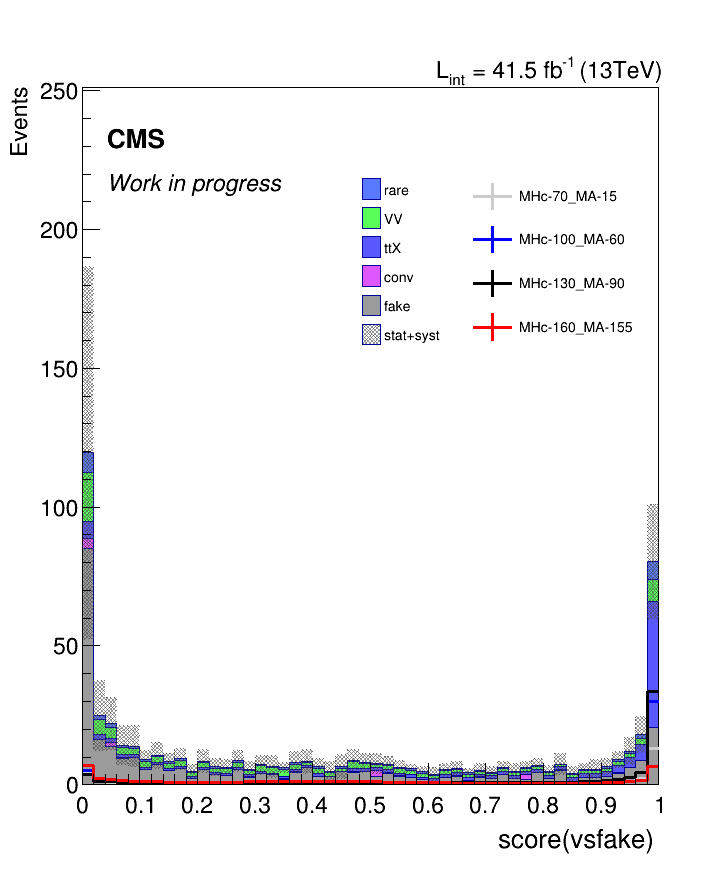 L_int = 41.5 fb^-1 (13TeV)
Events
250
200
150
100
50
0
CMS
Work in progress
rare
VV
ttX
conv
fake
stat+syst
MHc-70_MA-15
MHc-100_MA-60
MHc-130_MA-90
MHc-160_MA-155
0 0.1 0.2 0.3 0.4 0.5 0.6 0.7 0.8 0.9 1
score(vsfake)